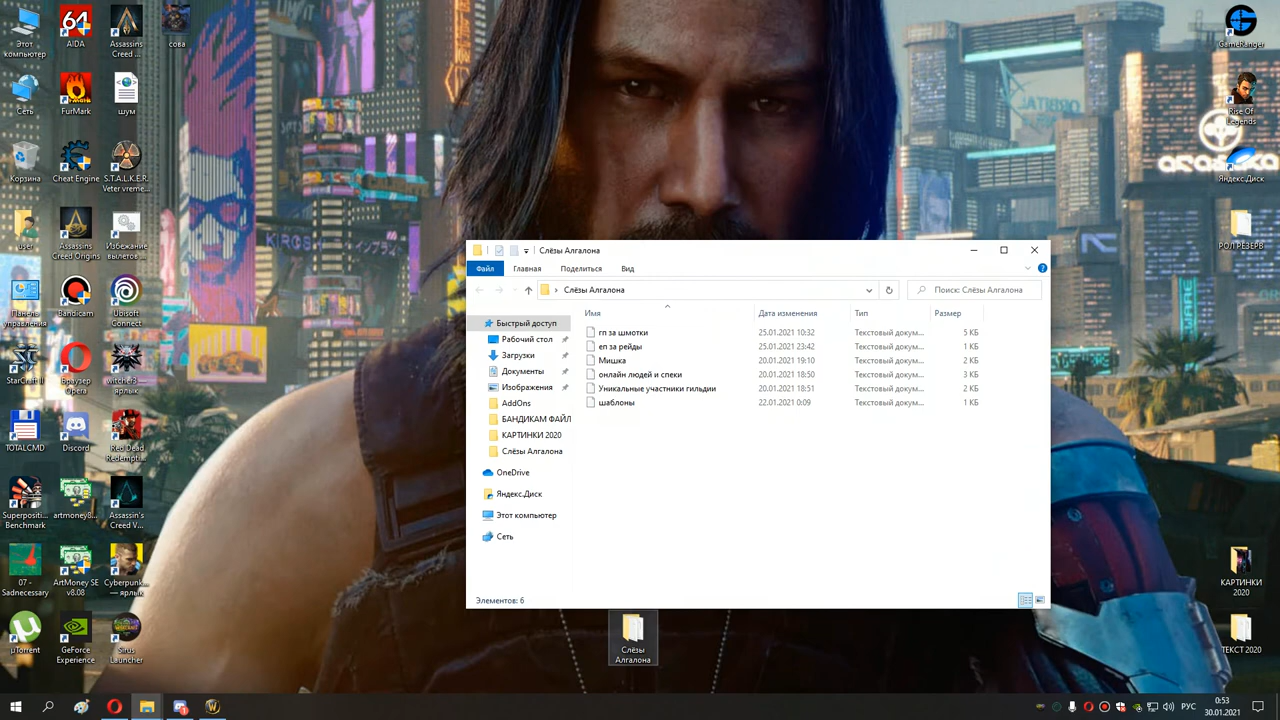 Этот
компьютер
AIDA
Assassins
Creed ...
сова
Сеть
FurMark
шум
Корзина
Cheat Engine
S.T.A.L.K.E.R.
Veter vreme...
user
Assassins
Creed Origins
Избежание
вылетов ...
Панель
управления
Bandicam
Ubisoft
Connect
StarCraft II
Браузер
Opera
witcher3 —
ярлык
TOTALCMD
Discord
Red Dead
Redempti...
Superpositi...
Benchmark
artmoney8...
Assassin's
Creed V...
07 -
Sadnecessary
ArtMoney SE
v8.08
Cyberpunk...
— ярлык
µTorrent
GeForce
Experience
Sirus
Launcher
GameRanger
Rise Of
Legends
Яндекс.Диск
РОЛ РЕЗЕРВ
КАРТИНКИ
2020
ТЕКСТ 2020
Слёзы
Алгалона
Слёзы Алгалона
Файл Главная Поделиться Вид
Слёзы Алгалона
Поиск: Слёзы Алгалона
Имя Дата изменения Тип Размер
гп за шмотки 25.01.2021 10:32 Текстовый докум... 5 КБ
еп за рейды 25.01.2021 23:42 Текстовый докум... 1 КБ
Мишка 20.01.2021 19:10 Текстовый докум... 2 КБ
онлайн людей и спеки 20.01.2021 18:50 Текстовый докум... 3 КБ
Уникальные участники гильдии 20.01.2021 18:51 Текстовый докум... 2 КБ
шаблоны 22.01.2021 0:09 Текстовый докум... 1 КБ
Быстрый доступ
Рабочий стол
Загрузки
Документы
Изображения
AddOns
БАНДИКАМ ФАЙЛ
КАРТИНКИ 2020
Слёзы Алгалона
OneDrive
Яндекс.Диск
Этот компьютер
Сеть
Элементов: 6
РУС
0:53
30.01.2021